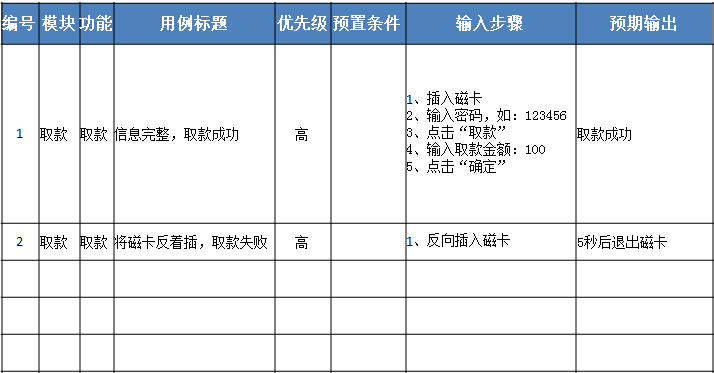 编号 模块 功能 用例标题 优先级 预置条件 输入步骤 预期输出
1 取款 取款 信息完整，取款成功 高
1、插入磁卡
2、输入密码，如：123456
3、点击“取款”
4、输入取款金额：100
5、点击“确定”
取款成功
2 取款 取款 将磁卡反着插，取款失败 高 1、反向插入磁卡 5秒后退出磁卡